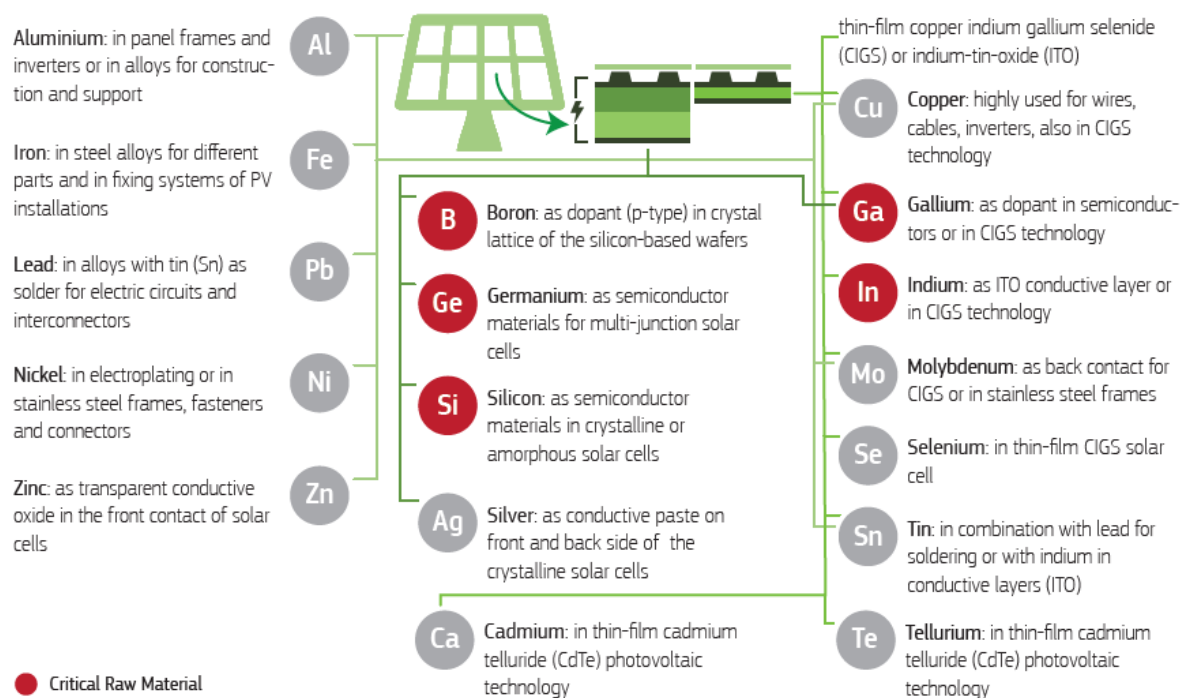 Aluminium: in panel frames and
inverters or in alloys for construc-
tion and support
Al
Iron: in steel alloys for different
parts and in fixing systems of PV
installations
Fe
Lead: in alloys with tin (Sn) as
solder for electric circuits and
interconnectors
Pb
Nickel: in electroplating or in
stainless steel frames, fasteners
and connectors
Ni
Zinc: as transparent conductive
oxide in the front contact of solar
cells
Zn
B
Boron: as dopant (p-type) in crystal
lattice of the silicon-based wafers
Ge
Germanium: as semiconductor
materials for multi-junction solar
cells
Si
Silicon: as semiconductor
materials in crystalline or
amorphous solar cells
Ag
Silver: as conductive paste on
front and back side of the
crystalline solar cells
Ca
Cadmium: in thin-film cadmium
telluride (CdTe) photovoltaic
technology
thin-film copper indium gallium selenide
(CIGS) or indium-tin-oxide (ITO)
Cu
Copper: highly used for wires,
cables, inverters, also in CIGS
technology
Ga
Gallium: as dopant in semiconduc-
tors or in CIGS technology
In
Indium: as ITO conductive layer or
in CIGS technology
Mo
Molybdenum: as back contact for
CIGS or in stainless steel frames
Se
Selenium: in thin-film CIGS solar
cell
Sn
Tin: in combination with lead for
soldering or with indium in
conductive layers (ITO)
Te
Tellurium: in thin-film cadmium
telluride (CdTe) photovoltaic
technology
Critical Raw Material